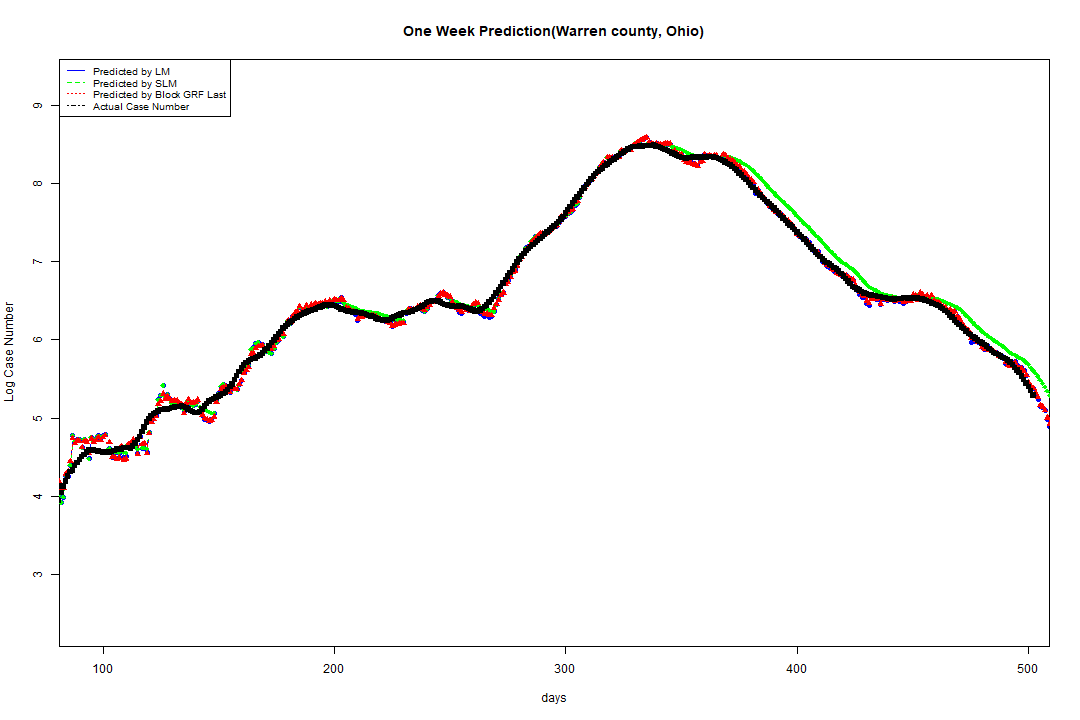 One Week Prediction(Warren county, Ohio)
Predicted by LM
Predicted by SLM
Predicted by Block GRF Last
Actual Case Number
9
8
7
6
5
4
3
Log Case Number
100 200 300 400 500
days